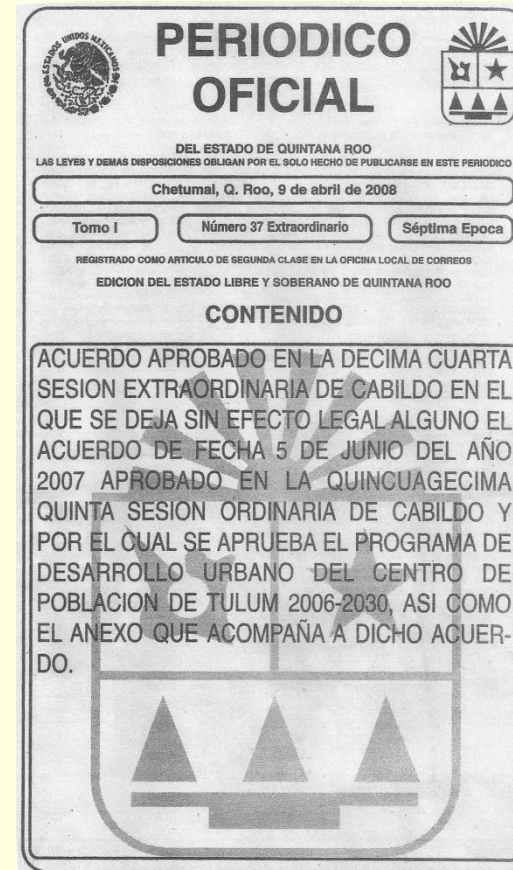 ESTADOS UNIDOS MEXICANOS
PERIODICO
OFICIAL
DEL ESTADO DE QUINTANA ROO
LAS LEYES Y DEMAS DISPOSICIONES OBLIGAN POR EL SOLO HECHO DE PUBLICARSE EN ESTE PERIODICO
Chetumal, Q. Roo, 9 de abril de 2008
Tomo I
Número 37 Extraordinario
Séptima Epoca
REGISTRADO COMO ARTICULO DE SEGUNDA CLASE EN LA OFICINA LOCAL DE CORREOS
EDICION DEL ESTADO LIBRE Y SOBERANO DE QUINTANA ROO
CONTENIDO
ACUERDO APROBADO EN LA DECIMA CUARTA
SESION EXTRAORDINARIA DE CABILDO EN EL
QUE SE DEJA SIN EFECTO LEGAL ALGUNO EL
ACUERDO DE FECHA 5 DE JUNIO DEL AÑO
2007 APROBADO EN LA QUINCUAGECIMA
QUINTA SESION ORDINARIA DE CABILDO Y
POR EL CUAL SE APRUEBA EL PROGRAMA DE
DESARROLLO URBANO DEL CENTRO DE
POBLACION DE TULUM 2006-2030, ASI COMO
EL ANEXO QUE ACOMPAÑA A DICHO ACUER-
DO.